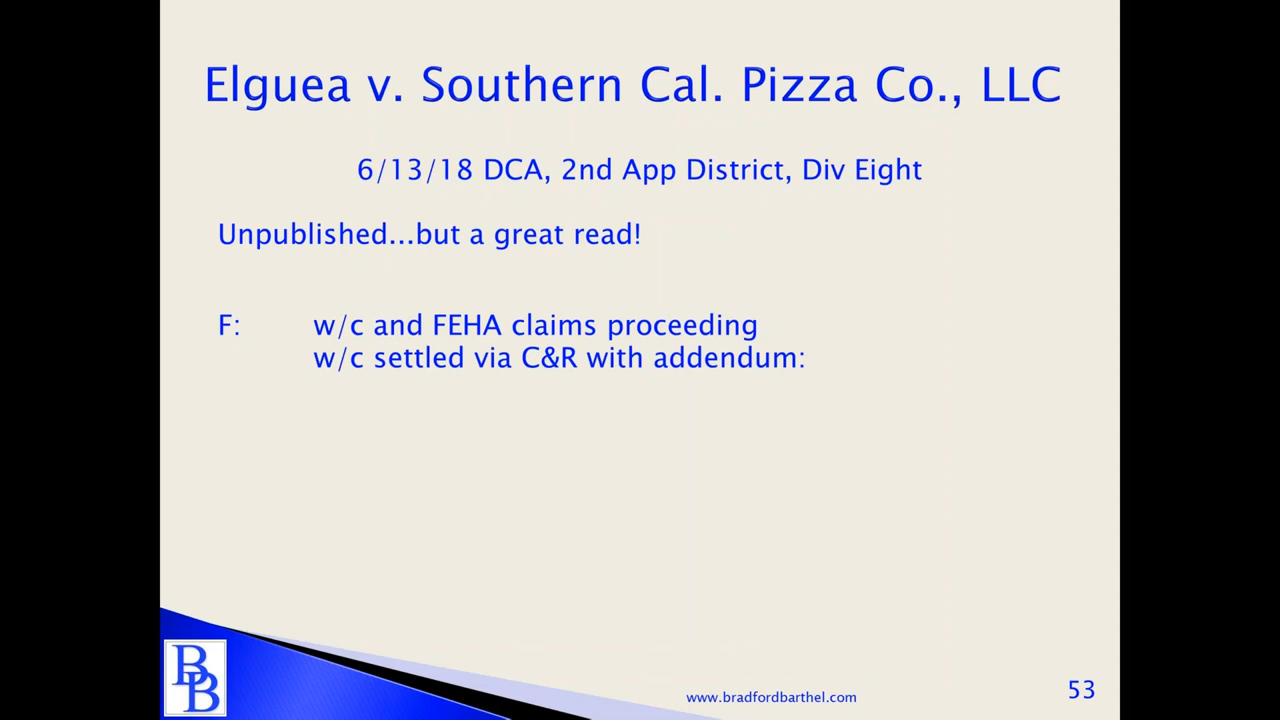 Elguea v. Southern Cal. Pizza Co., LLC
6/13/18 DCA, 2nd App District, Div Eight
Unpublished...but a great read!
F: w/c and FEHA claims proceeding
w/c settled via C&R with addendum:
BB
www.bradfordbarthel.com
53